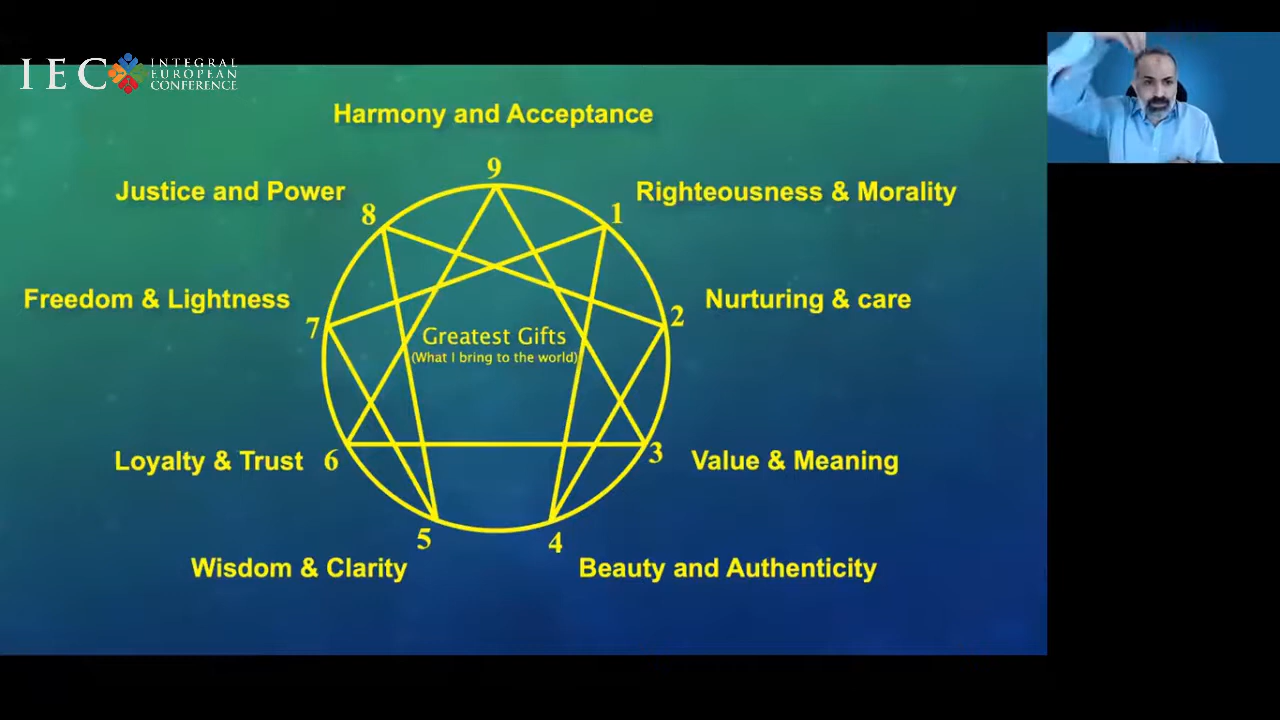 IEC INTEGRAL
EUROPEAN
CONFERENCE
Harmony and Acceptance
9
Justice and Power
8
1
Righteousness & Morality
Freedom & Lightness
7
2
Nurturing & care
Greatest Gifts
(What I bring to the world)
Loyalty & Trust 6
3 Value & Meaning
5
4
Wisdom & Clarity
Beauty and Authenticity